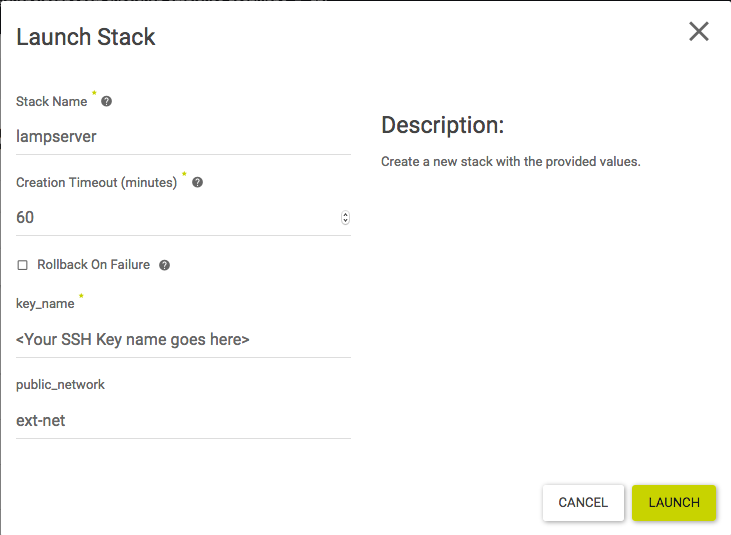 Launch Stack
Stack Name *
lampserver
Creation Timeout (minutes) *
60
Rollback On Failure
key_name *
<Your SSH Key name goes here>
public_network
ext-net
Description:
Create a new stack with the provided values.
CANCEL
LAUNCH